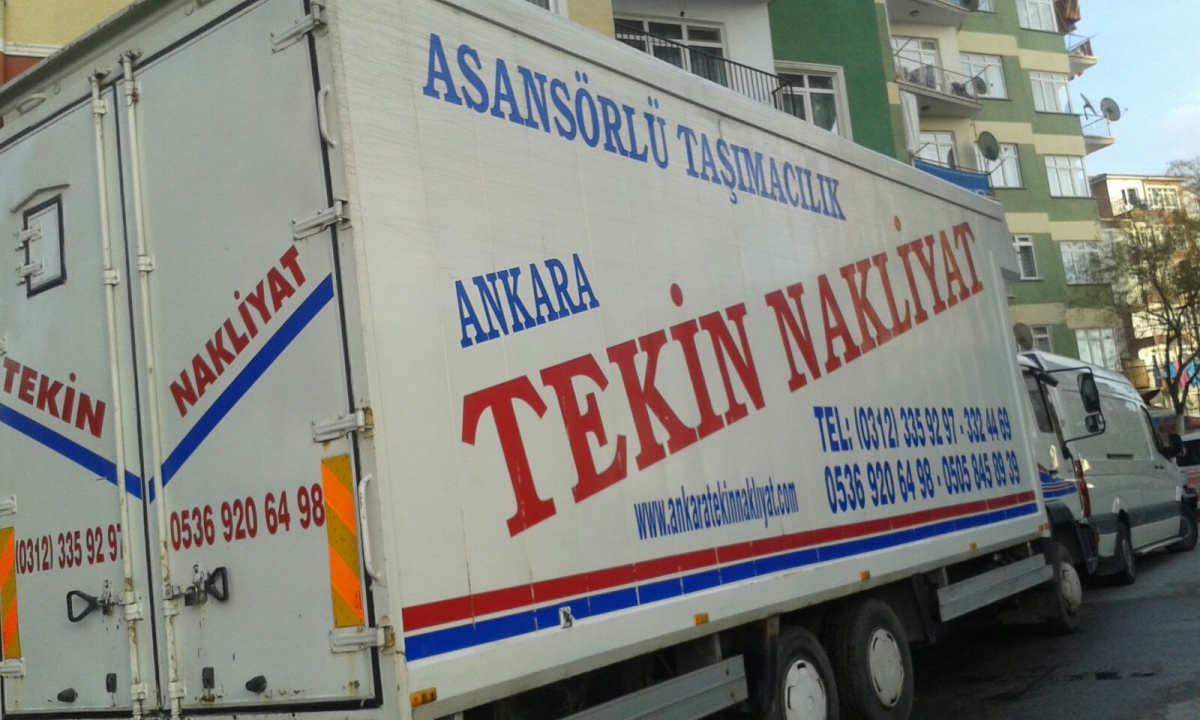 ASANSÖRLÜ TAŞIMACILIK
ANKARA
TEKİN NAKLİYAT
TEL: (0312) 335 92 97 - 332 44 69
0536 920 64 98 - 0505 845 89 39
www.ankaratekinnakliyat.com
TEKİN NAKLİYAT
(0312) 335 92 97
0536 920 64 98